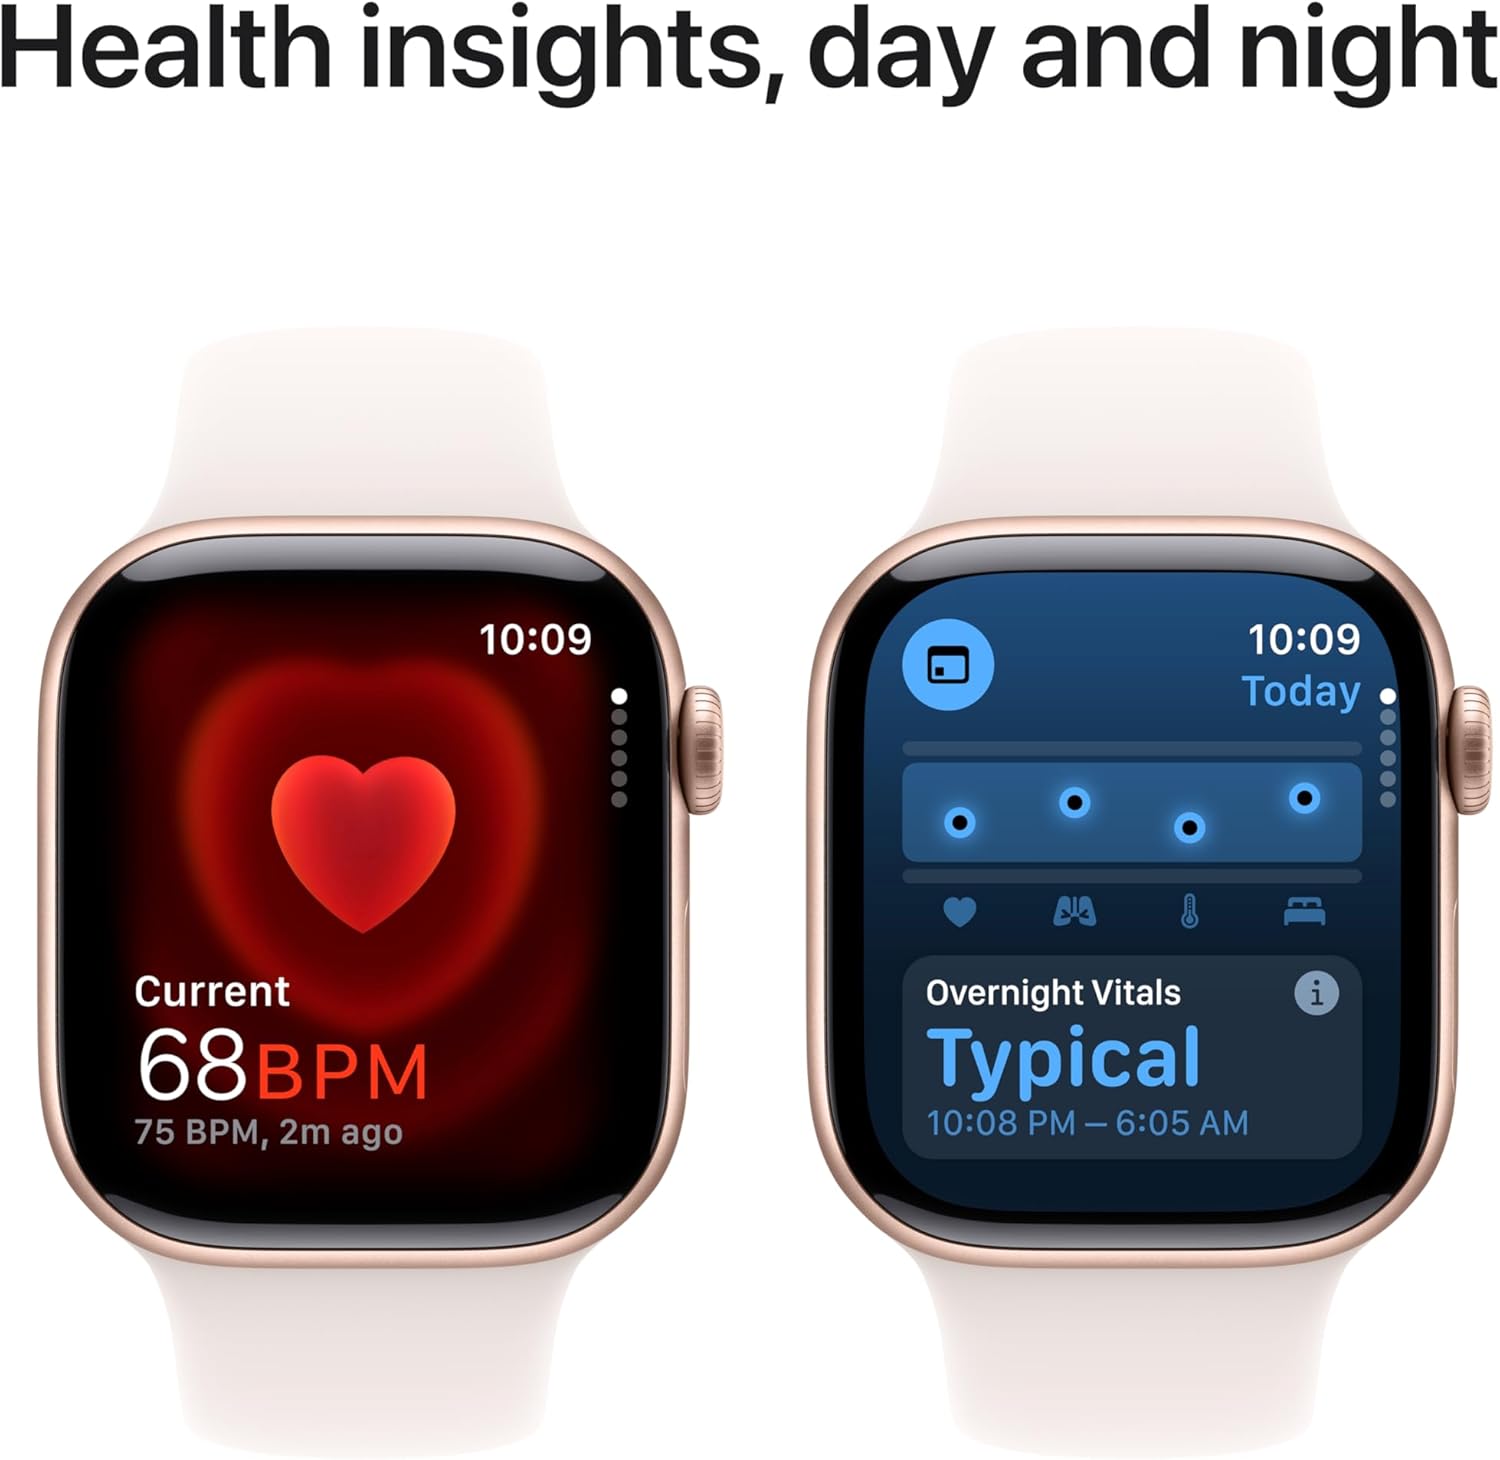 Health insights, day and night
10:09
Current
68BPM
75 BPM, 2m ago
10:09
Today
Overnight Vitals
i
Typical
10:08 PM – 6:05 AM